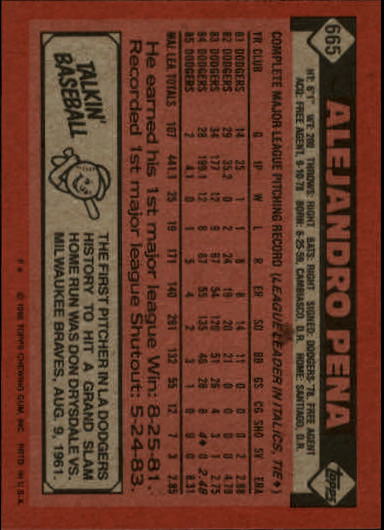 665 ALEJANDRO PENA topps
HT: 6'1" WT: 200 THROWS: RIGHT BATS: RIGHT SIGNED: DODGERS-'78, FREE AGENT
ACQ: FREE AGENT, 9-10-78 BORN: 6-25-59, CAMBIASCO, D.R. HOME: SANTIAGO, D.R.
COMPLETE MAJOR LEAGUE PITCHING RECORD (LEAGUE LEADER IN ITALICS, TIE ♦)
YR CLUB G IP W L R ER SO BB GS CG SHO SV ERA
81 DODGERS 14 25 1 1 8 8 14 11 0 0 0 2 2.88
82 DODGERS 29 35.2 0 2 24 19 20 21 0 0 0 0 4.79
83 DODGERS 34 177 12 9 67 54 120 51 26 4 3 1 2.75
84 DODGERS 28 199.1 12 6 67 55 135 46 28 8 4♦ 0 2.48
85 DODGERS 2 4.1 0 1 5 4 2 3 1 0 0 0 8.31
MAJ. LEA. TOTALS 107 441.1 25 19 171 140 291 132 55 12 7 3 2.85
He earned his 1st major league Win: 8-25-81.
Recorded 1st major league Shutout: 5-24-83.
TALKIN'
BASEBALL
THE FIRST PITCHER IN LA DODGERS
HISTORY TO HIT A GRAND SLAM
HOME RUN WAS DON DRYSDALE VS.
MILWAUKEE BRAVES, AUG. 9, 1961.
© 1986 TOPPS CHEWING GUM, INC. PRTD. IN U.S.A.